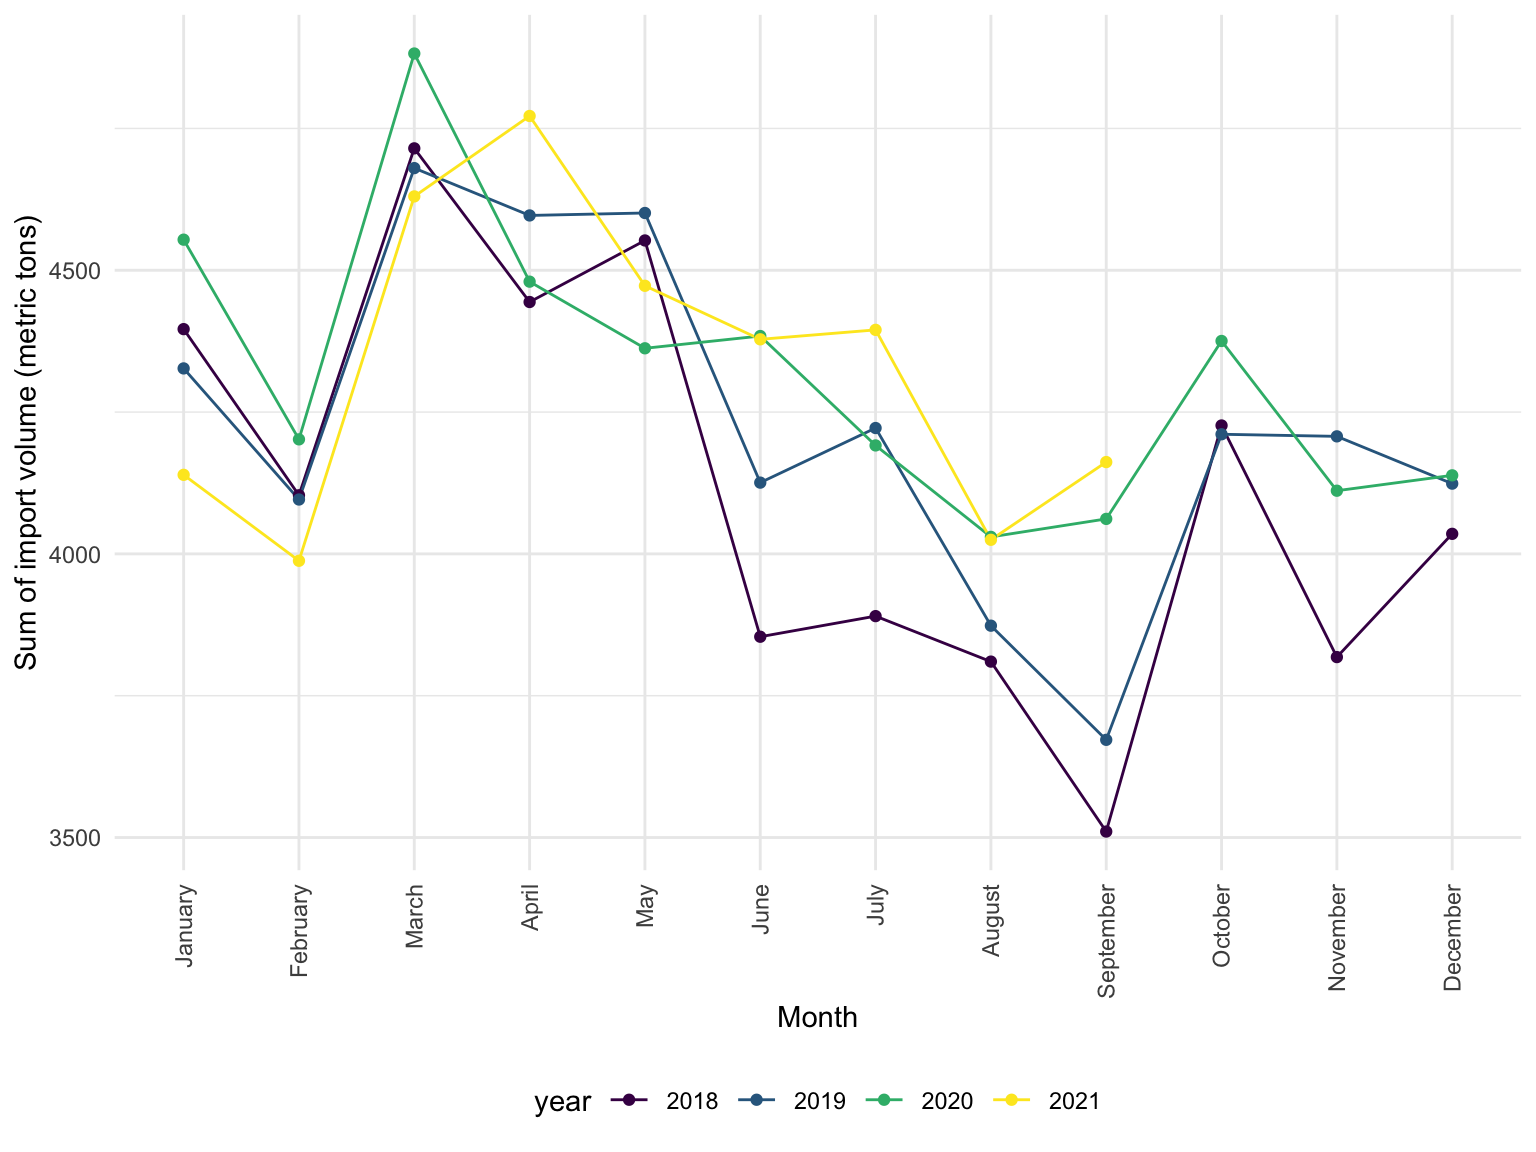 Sum of import volume (metric tons)
4500
4000
3500
January
February
March
April
May
June
July
August
September
October
November
December
Month
year 2018 2019 2020 2021